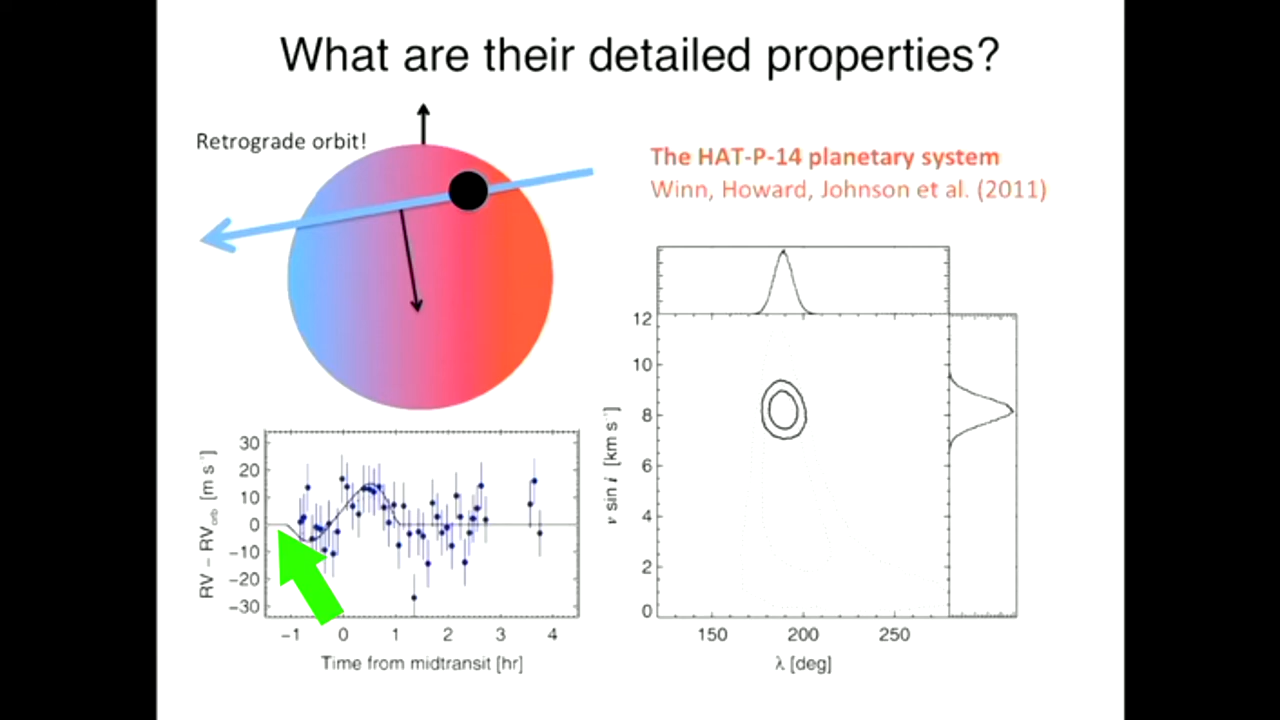 What are their detailed properties?
Retrograde orbit!
The HAT-P-14 planetary system
Winn, Howard, Johnson et al. (2011)
30
20
10
0
−10
−20
−30
RV − RVorb [m s⁻¹]
−1 0 1 2 3 4
Time from midtransit [hr]
12
10
8
6
4
2
0
v sin i [km s⁻¹]
150 200 250
λ [deg]